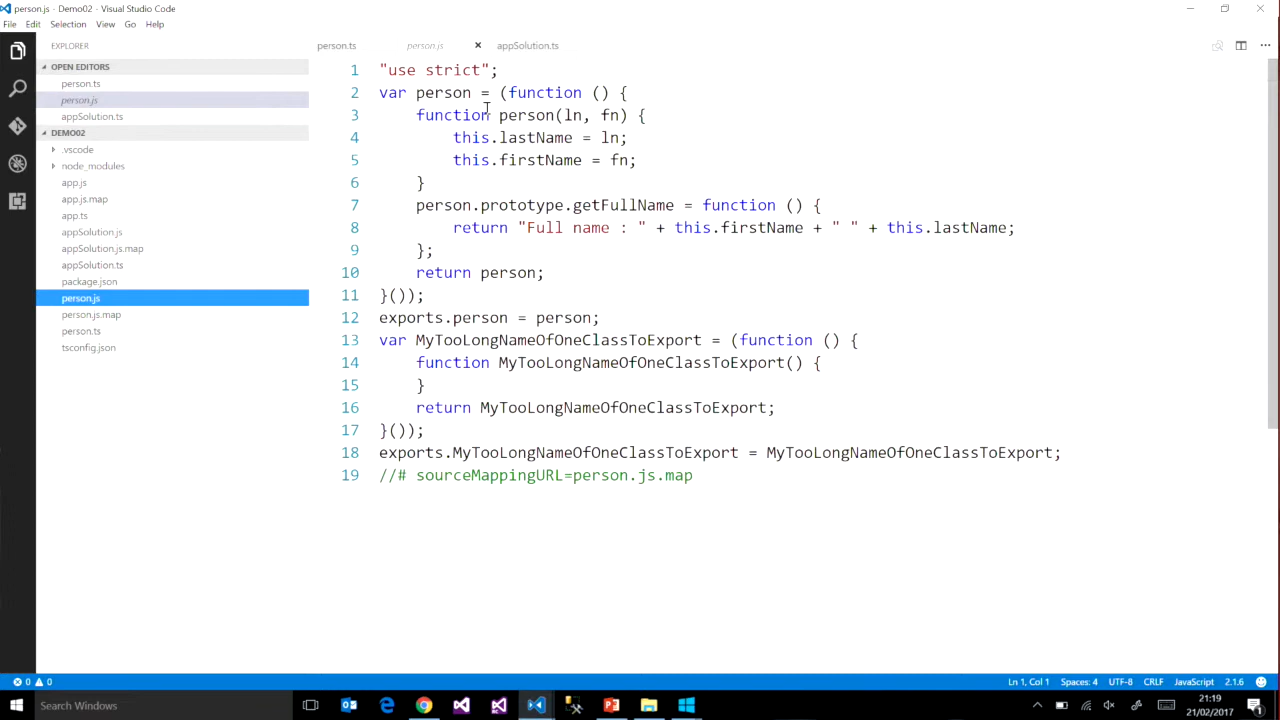 person.js - Demo02 - Visual Studio Code
File Edit Selection View Go Help
EXPLORER
OPEN EDITORS
person.ts
person.js
appSolution.ts
DEMO02
.vscode
node_modules
app.js
app.js.map
app.ts
appSolution.js
appSolution.js.map
appSolution.ts
package.json
person.js
person.js.map
person.ts
tsconfig.json
person.ts person.js appSolution.ts
1 "use strict";
2 var person = (function () {
3 function person(ln, fn) {
4 this.lastName = ln;
5 this.firstName = fn;
6 }
7 person.prototype.getFullName = function () {
8 return "Full name : " + this.firstName + " " + this.lastName;
9 };
10 return person;
11 }());
12 exports.person = person;
13 var MyTooLongNameOfOneClassToExport = (function () {
14 function MyTooLongNameOfOneClassToExport() {
15 }
16 return MyTooLongNameOfOneClassToExport;
17 }());
18 exports.MyTooLongNameOfOneClassToExport = MyTooLongNameOfOneClassToExport;
19 //# sourceMappingURL=person.js.map
0 0 Ln 1, Col 1 Spaces: 4 UTF-8 CRLF JavaScript 2.1.6
Search Windows
21:19
21/02/2017